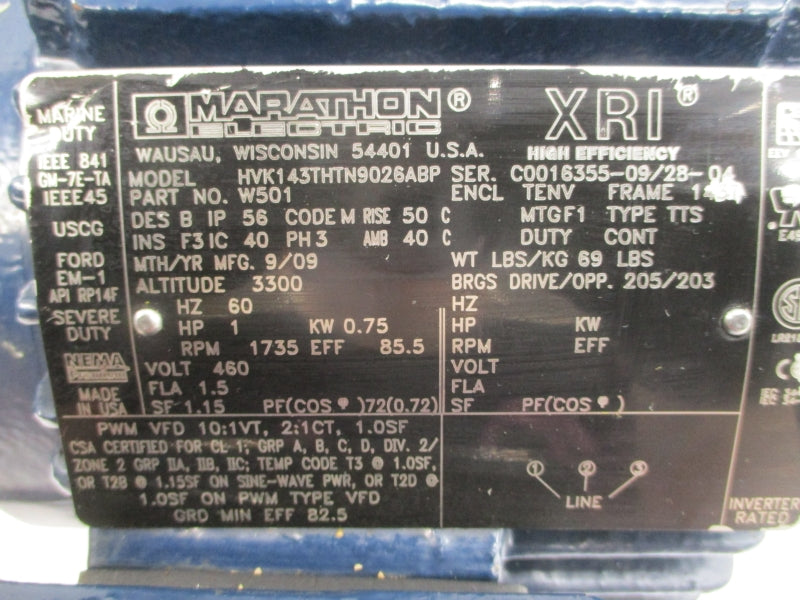 MARINE DUTY
IEEE 841
GM-7E-TA
IEEE45
USCG
FORD
EM-1
API RP14F
SEVERE DUTY
NEMA
Premium
MADE IN USA
Ω MARATHON ®
ELECTRIC
XRI ®
HIGH EFFICIENCY
WAUSAU, WISCONSIN 54401 U.S.A.
MODEL HVK143THTN9026ABP SER. C0016355-09/28-04
PART NO. W501 ENCL TENV FRAME
DES B IP 56 CODE M RISE 50 C MTG F1 TYPE TTS
INS F3 IC 40 PH 3 AMB 40 C DUTY CONT
MTH/YR MFG. 9/09 WT LBS/KG 69 LBS
ALTITUDE 3300 BRGS DRIVE/OPP. 205/203
HZ 60 HZ
HP 1 KW 0.75 HP KW
RPM 1735 EFF 85.5 RPM EFF
VOLT 460 VOLT
FLA 1.5 FLA
SF 1.15 PF(COS φ)72(0.72) SF PF(COS φ)
PWM VFD 10:1VT, 2:1CT, 1.0SF
CSA CERTIFIED FOR CL 1, GRP A, B, C, D, DIV. 2/
ZONE 2 GRP IIA, IIB, IIC; TEMP CODE T3 @ 1.0SF,
OR T2B @ 1.15SF ON SINE-WAVE PWR, OR T2D @
1.0SF ON PWM TYPE VFD
GRD MIN EFF 82.5
1 2 3
LINE
INVERTER
RATED